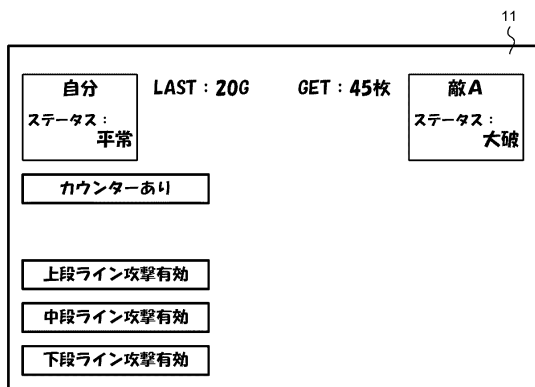 11
自分 LAST：20G GET：45枚 敵A
ステータス： ステータス：
平常 大破
カウンターあり
上段ライン攻撃有効
中段ライン攻撃有効
下段ライン攻撃有効